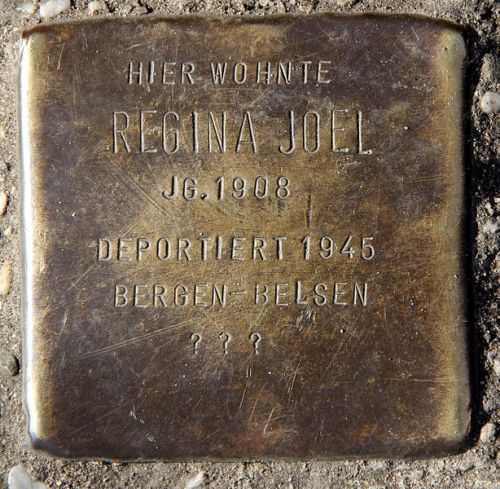 HIER WOHNTE
REGINA JOEL
JG. 1908
DEPORTIERT 1945
BERGEN-BELSEN
? ? ?